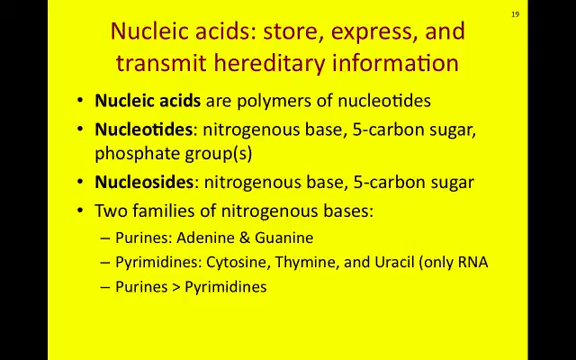 19
Nucleic acids: store, express, and
transmit hereditary information
• Nucleic acids are polymers of nucleotides
• Nucleotides: nitrogenous base, 5-carbon sugar,
phosphate group(s)
• Nucleosides: nitrogenous base, 5-carbon sugar
• Two families of nitrogenous bases:
– Purines: Adenine & Guanine
– Pyrimidines: Cytosine, Thymine, and Uracil (only RNA
– Purines > Pyrimidines